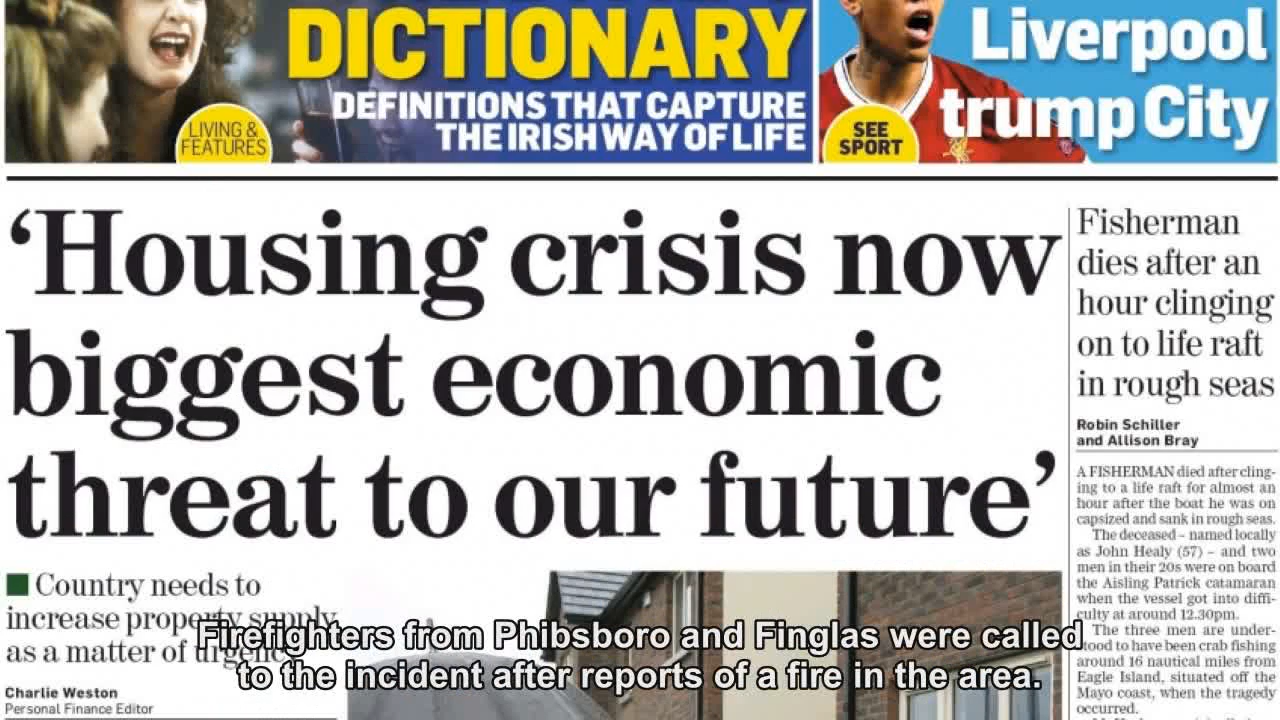 DICTIONARY
DEFINITIONS THAT CAPTURE
THE IRISH WAY OF LIFE
LIVING &
FEATURES
Liverpool
trump City
SEE
SPORT
‘Housing crisis now
biggest economic
threat to our future’
Country needs to
increase property supply
as a matter of
Charlie Weston
Personal Finance Editor
Fisherman
dies after an
hour clinging
on to life raft
in rough seas
Robin Schiller
and Allison Bray
A FISHERMAN died after cling-
ing to a life raft for almost an
hour after the boat he was on
capsized and sank in rough seas.
The deceased – named locally
as John Healy (57) – and two
men in their 20s were on board
the Aisling Patrick catamaran
when the vessel got into diffi-
culty at around 12.30pm.
The three men are under-
stood to have been crab fishing
around 16 nautical miles from
Eagle Island, situated off the
Mayo coast, when the tragedy
occurred.
Firefighters from Phibsboro and Finglas were called
to the incident after reports of a fire in the area.